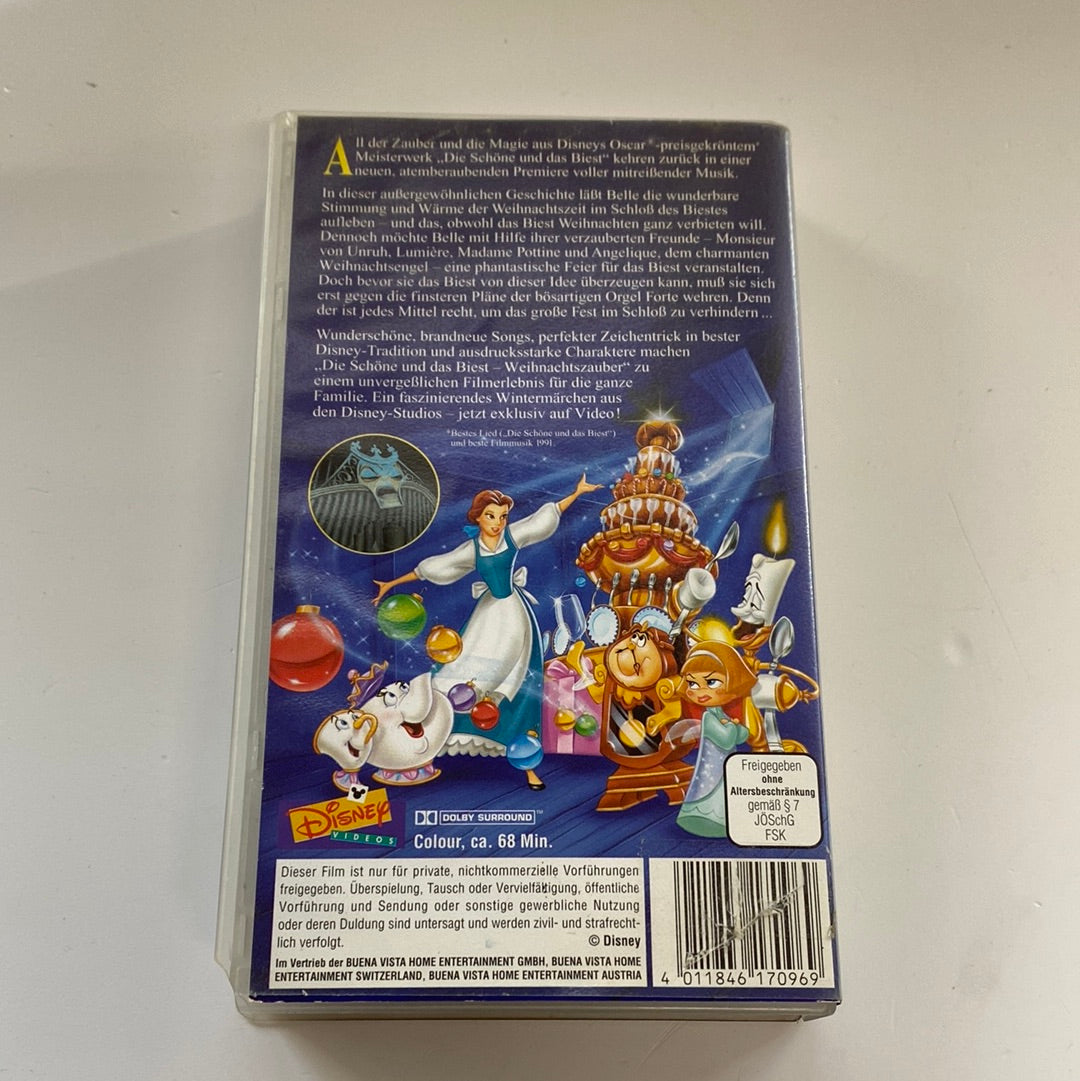 All der Zauber und die Magie aus Disneys Oscar®-preisgekröntem*
Meisterwerk „Die Schöne und das Biest“ kehren zurück in einer
neuen, atemberaubenden Premiere voller mitreißender Musik.
In dieser außergewöhnlichen Geschichte läßt Belle die wunderbare
Stimmung und Wärme der Weihnachtszeit im Schloß des Biestes
aufleben – und das, obwohl das Biest Weihnachten ganz verbieten will.
Dennoch möchte Belle mit Hilfe ihrer verzauberten Freunde – Monsieur
von Unruh, Lumière, Madame Pottine und Angelique, dem charmanten
Weihnachtsengel – eine phantastische Feier für das Biest veranstalten.
Doch bevor sie das Biest von dieser Idee überzeugen kann, muß sie sich
erst gegen die finsteren Pläne der bösartigen Orgel Forte wehren. Denn
der ist jedes Mittel recht, um das große Fest im Schloß zu verhindern ...
Wunderschöne, brandneue Songs, perfekter Zeichentrick in bester
Disney-Tradition und ausdrucksstarke Charaktere machen
„Die Schöne und das Biest – Weihnachtszauber“ zu
einem unvergeßlichen Filmerlebnis für die ganze
Familie. Ein faszinierendes Wintermärchen aus
den Disney-Studios – jetzt exklusiv auf Video!
*Bestes Lied („Die Schöne und das Biest“)
und beste Filmmusik 1991.
Disney
VIDEOS
DOLBY SURROUND™
Colour, ca. 68 Min.
Freigegeben
ohne
Altersbeschränkung
gemäß § 7
JÖSchG
FSK
Dieser Film ist nur für private, nichtkommerzielle Vorführungen
freigegeben. Überspielung, Tausch oder Vervielfältigung, öffentliche
Vorführung und Sendung oder sonstige gewerbliche Nutzung
oder deren Duldung sind untersagt und werden zivil- und strafrecht-
lich verfolgt.
© Disney
Im Vertrieb der BUENA VISTA HOME ENTERTAINMENT GMBH, BUENA VISTA HOME
ENTERTAINMENT SWITZERLAND, BUENA VISTA HOME ENTERTAINMENT AUSTRIA
4 011846 170969